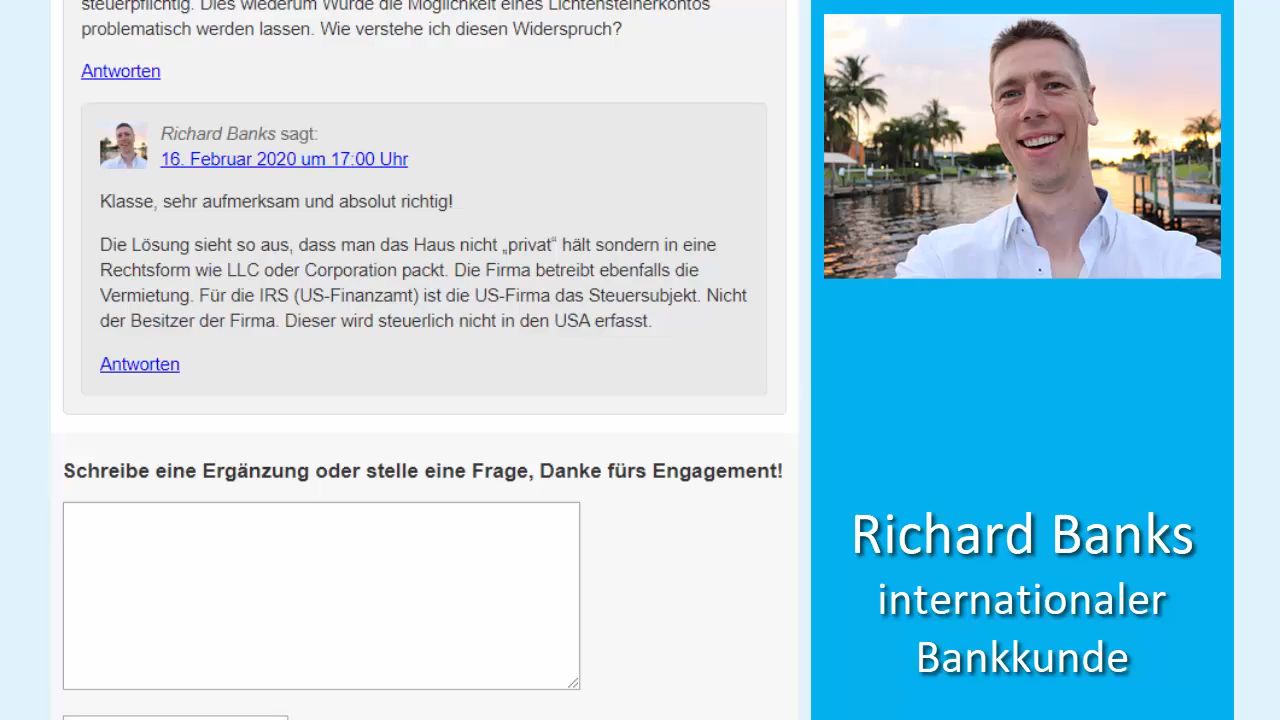 steuerpflichtig. Dies wiederum würde die Möglichkeit eines Lichtensteinerkontos
problematisch werden lassen. Wie verstehe ich diesen Widerspruch?
Antworten
Richard Banks sagt:
16. Februar 2020 um 17:00 Uhr
Klasse, sehr aufmerksam und absolut richtig!
Die Lösung sieht so aus, dass man das Haus nicht „privat“ hält sondern in eine
Rechtsform wie LLC oder Corporation packt. Die Firma betreibt ebenfalls die
Vermietung. Für die IRS (US-Finanzamt) ist die US-Firma das Steuersubjekt. Nicht
der Besitzer der Firma. Dieser wird steuerlich nicht in den USA erfasst.
Antworten
Schreibe eine Ergänzung oder stelle eine Frage, Danke fürs Engagement!
Richard Banks
internationaler
Bankkunde